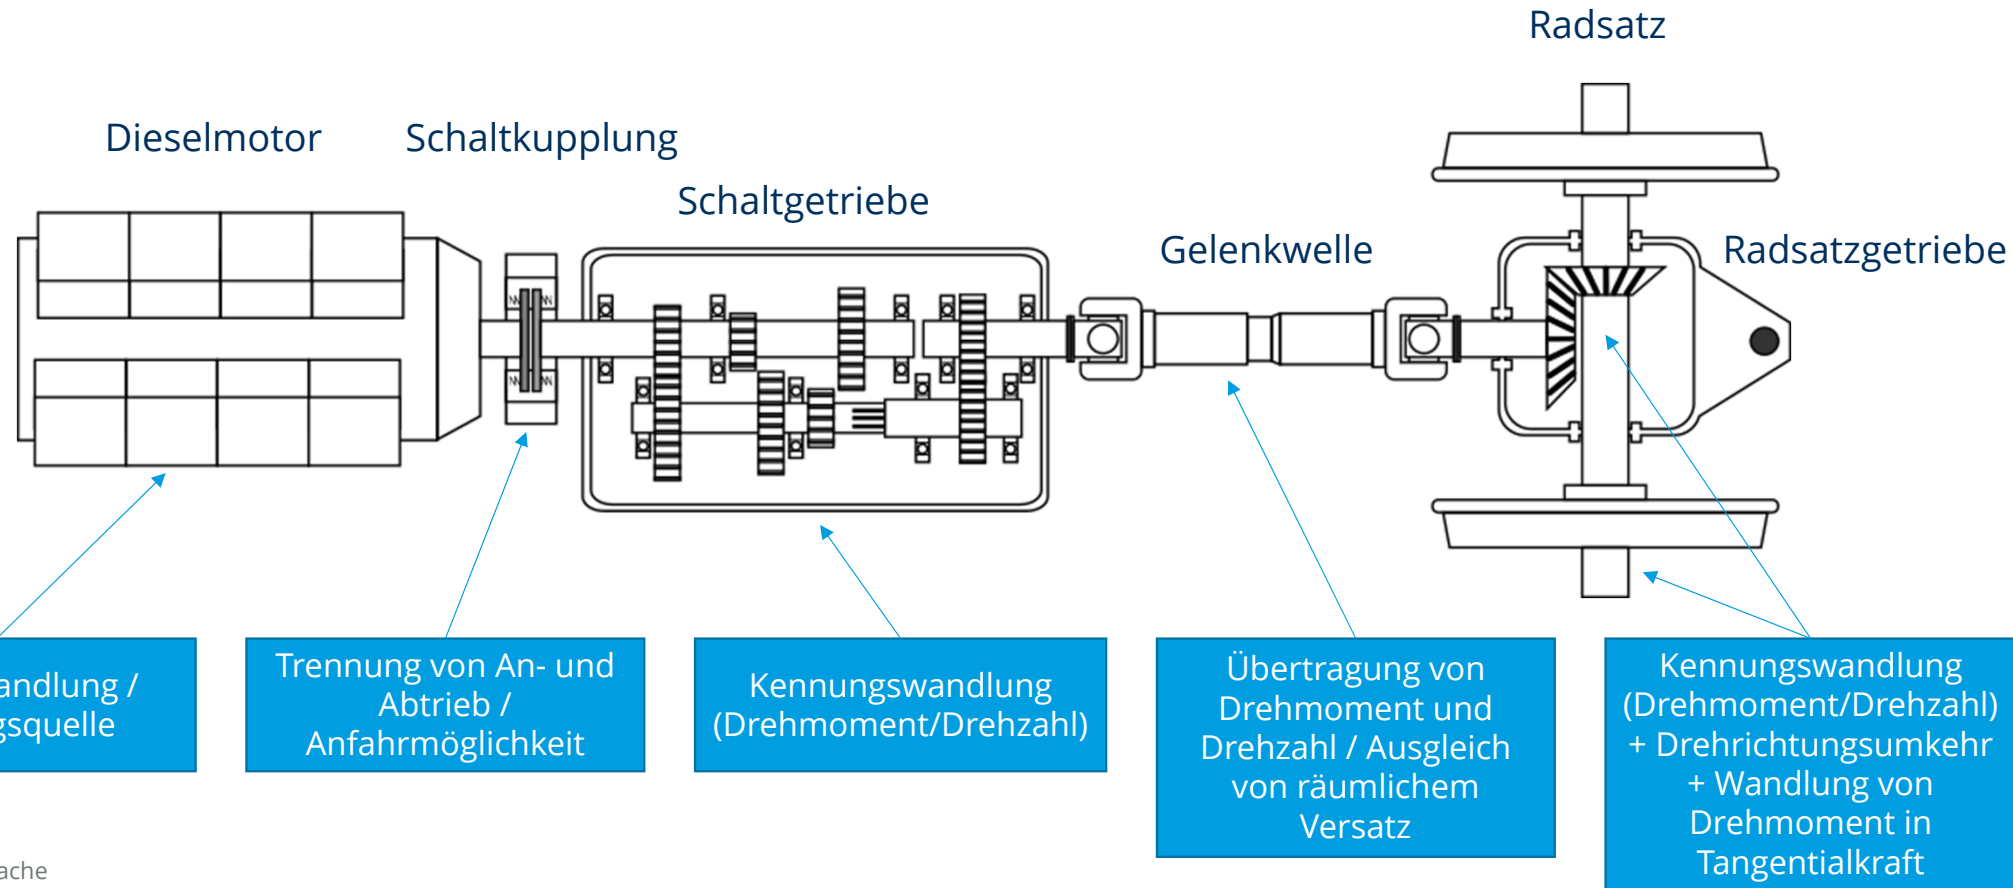 Radsatz
Dieselmotor
Schaltkupplung
Schaltgetriebe
Gelenkwelle
Radsatzgetriebe
andlung /
gsquelle
Trennung von An- und
Abtrieb /
Anfahrmöglichkeit
Kennungswandlung
(Drehmoment/Drehzahl)
Übertragung von
Drehmoment und
Drehzahl / Ausgleich
von räumlichem
Versatz
Kennungswandlung
(Drehmoment/Drehzahl)
+ Drehrichtungsumkehr
+ Wandlung von
Drehmoment in
Tangentialkraft
ache